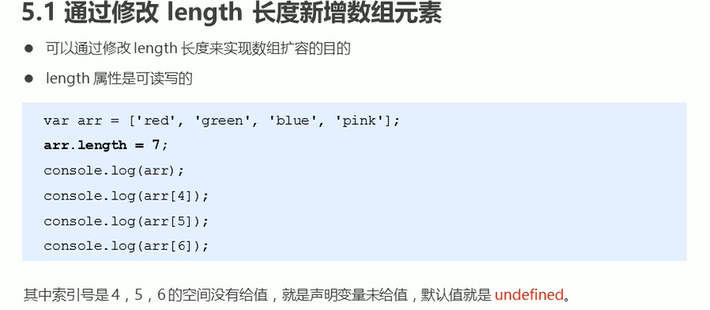 5.1 通过修改 length 长度新增数组元素
● 可以通过修改 length 长度来实现数组扩容的目的
● length 属性是可读写的
var arr = ['red', 'green', 'blue', 'pink'];
arr.length = 7;
console.log(arr);
console.log(arr[4]);
console.log(arr[5]);
console.log(arr[6]);
其中索引号是 4，5，6 的空间没有给值，就是声明变量未给值，默认值就是 undefined。